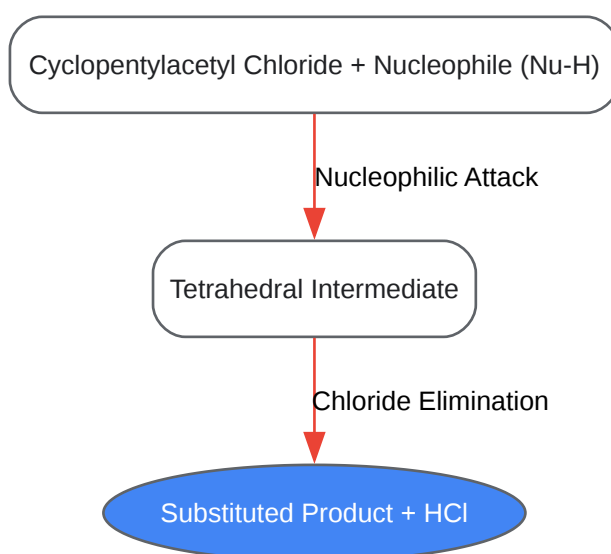 Cyclopentylacetyl Chloride + Nucleophile (Nu-H)
Nucleophilic Attack
Tetrahedral Intermediate
Chloride Elimination
Substituted Product + HCl